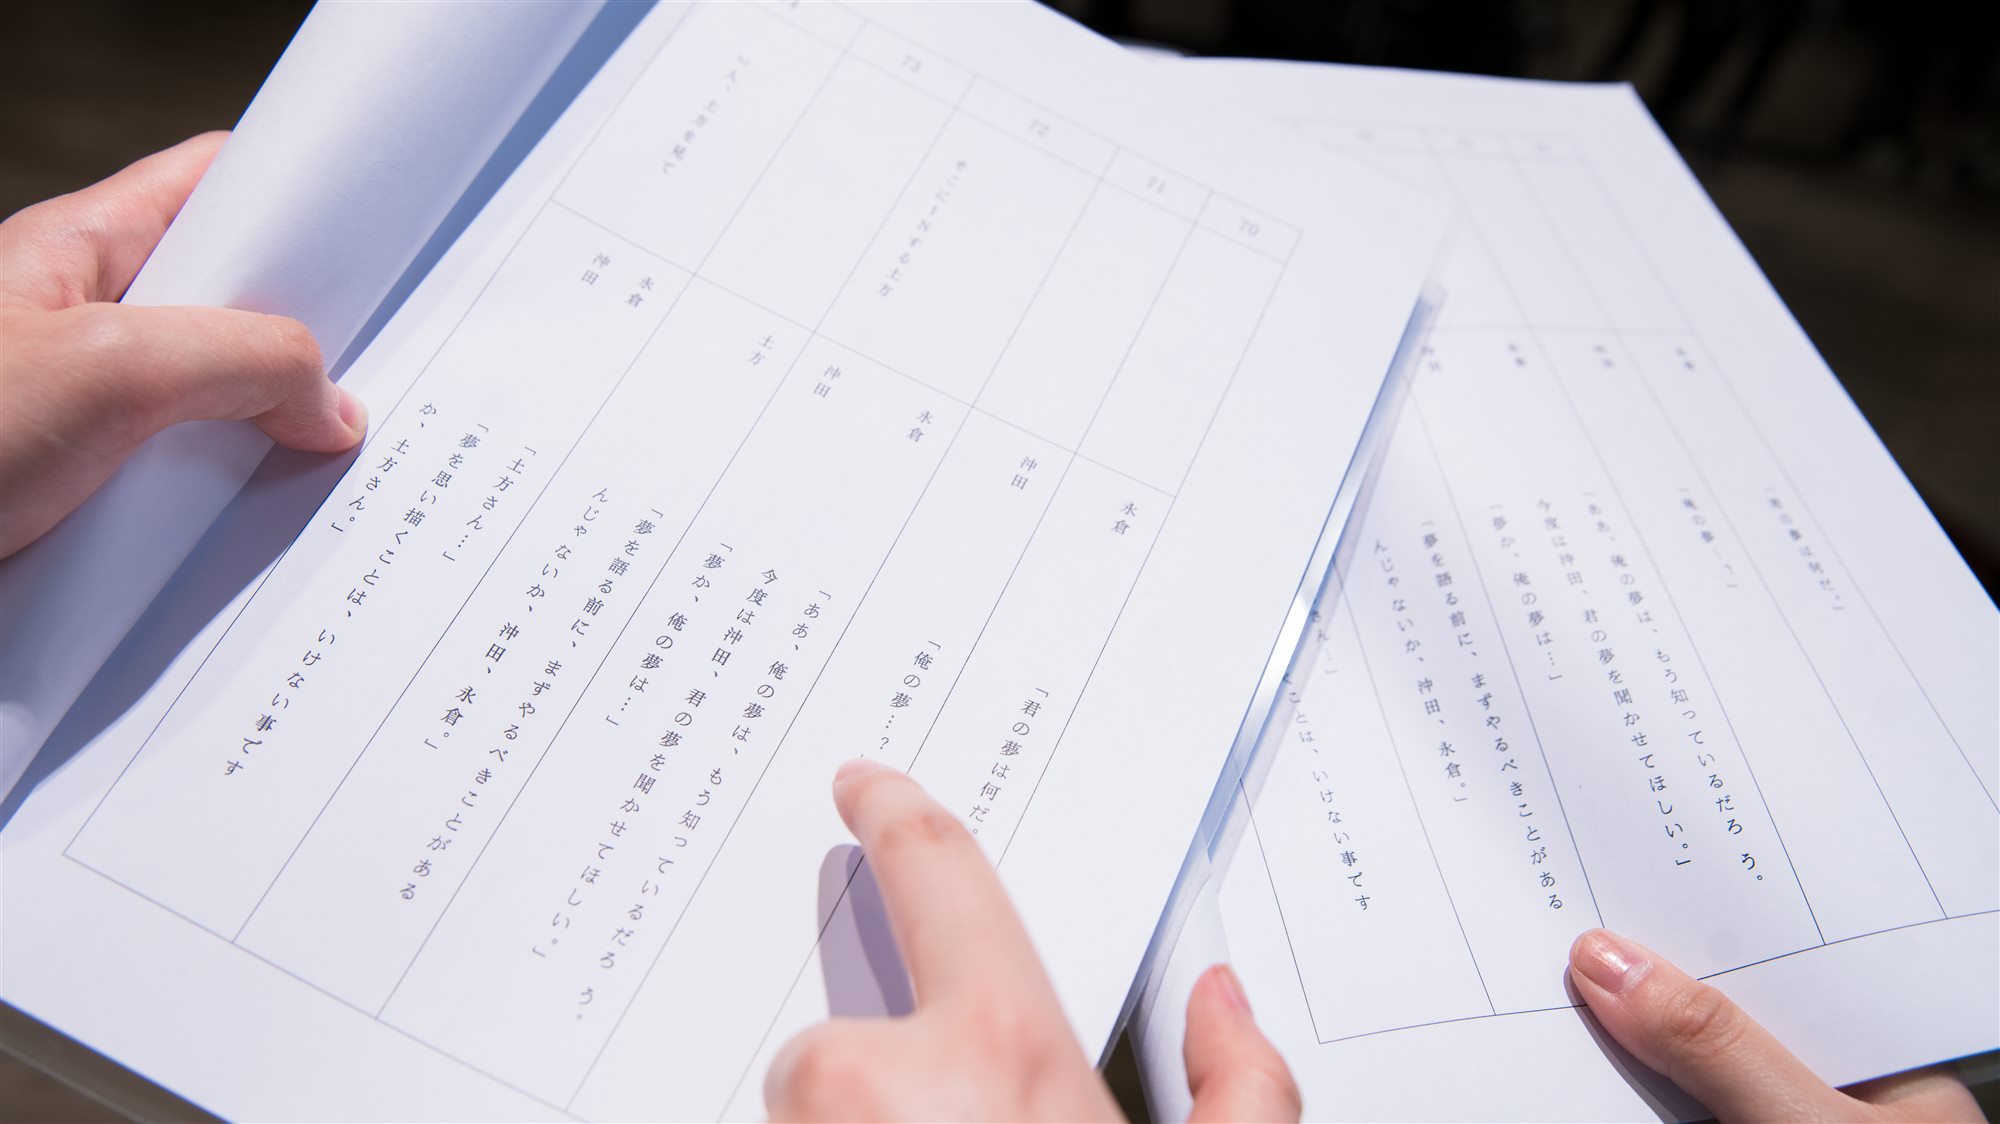 70
永倉
「君の夢は何だ。
71
沖田
「俺の夢…?
72
そこにINする土方
永倉
「ああ、俺の夢は、もう知っているだろう。
今度は沖田、君の夢を聞かせてほしい。」
沖田
「夢か、俺の夢は…」
73
土方
「夢を語る前に、まずやるべきことがある
んじゃないか、沖田、永倉。」
人、土方を見て
永倉
「土方さん…」
沖田
「夢を思い描くことは、いけない事です
か、土方さん。」
の夢は何だ。」
「俺の夢…?」
「ああ、俺の夢は、もう知っているだろう。
今度は沖田、君の夢を聞かせてほしい。」
「夢か、俺の夢は…」
「夢を語る前に、まずやるべきことがある
んじゃないか、沖田、永倉。」
さん…」
ことは、いけない事です